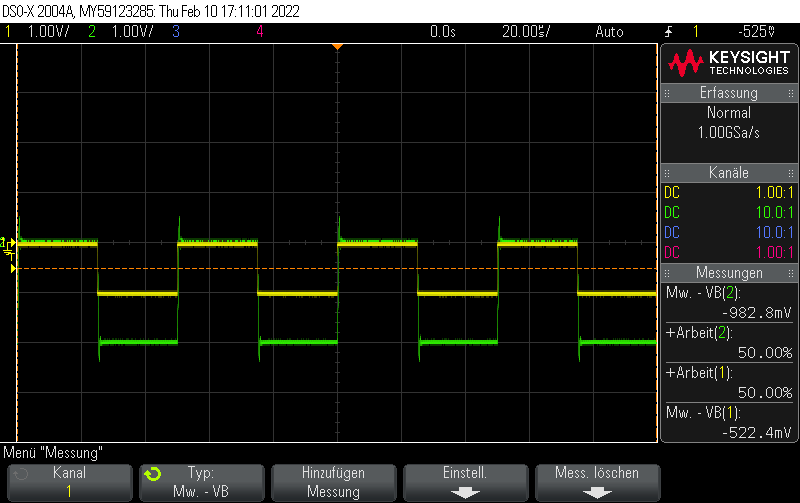 DSO-X 2004A, MY59123285: Thu Feb 10 17:11:01 2022
1 1.00V/ 2 1.00V/ 3 4 0.0s 20.00µs/ Auto 1 -525mV
KEYSIGHT
TECHNOLOGIES
Erfassung
Normal
1.00GSa/s
Kanäle
DC 1.00:1
DC 10.0:1
DC 10.0:1
DC 1.00:1
Messungen
Mw. - VB(2):
-982.8mV
+Arbeit(2):
50.00%
+Arbeit(1):
50.00%
Mw. - VB(1):
-522.4mV
Menü "Messung"
Kanal
1
Typ:
Mw. - VB
Hinzufügen
Messung
Einstell.
Mess. löschen